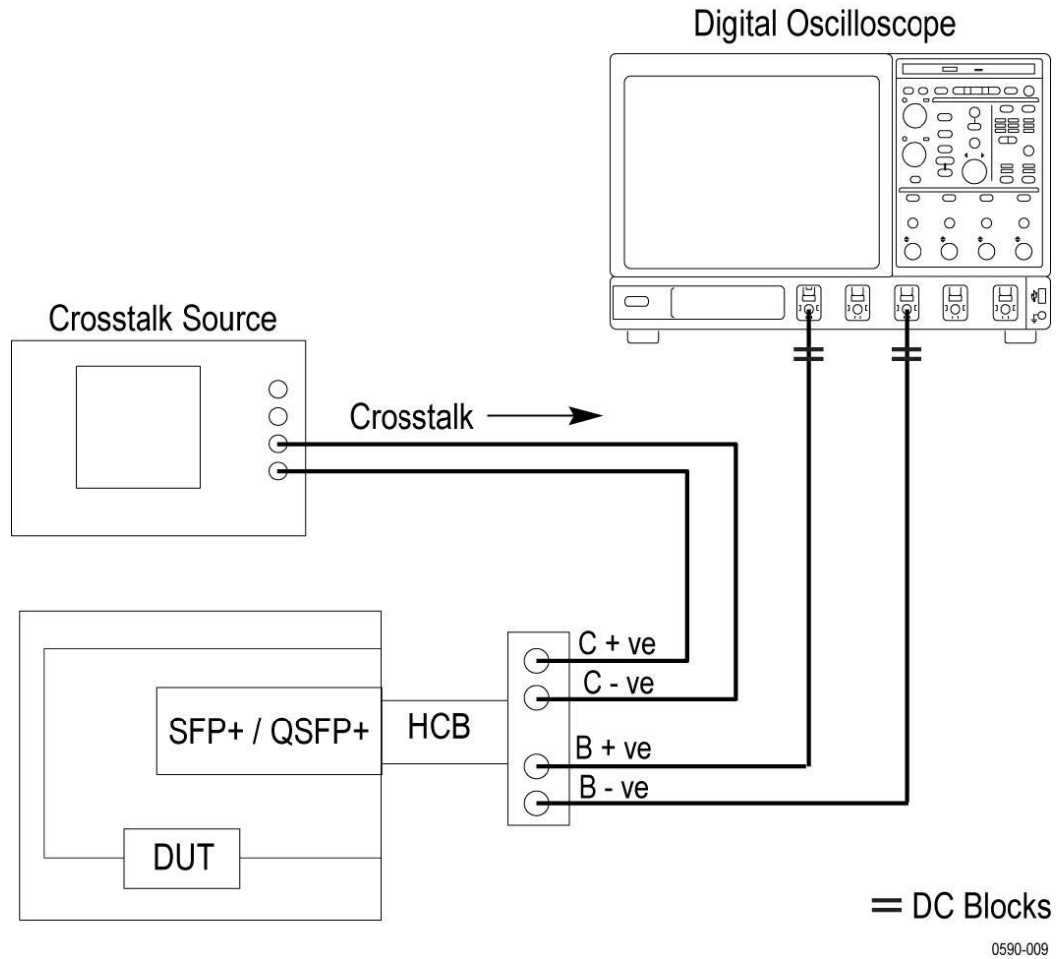 Digital Oscilloscope
Crosstalk Source
Crosstalk
C + ve
C - ve
SFP+ / QSFP+
HCB
B + ve
B - ve
DUT
= DC Blocks
0590-009